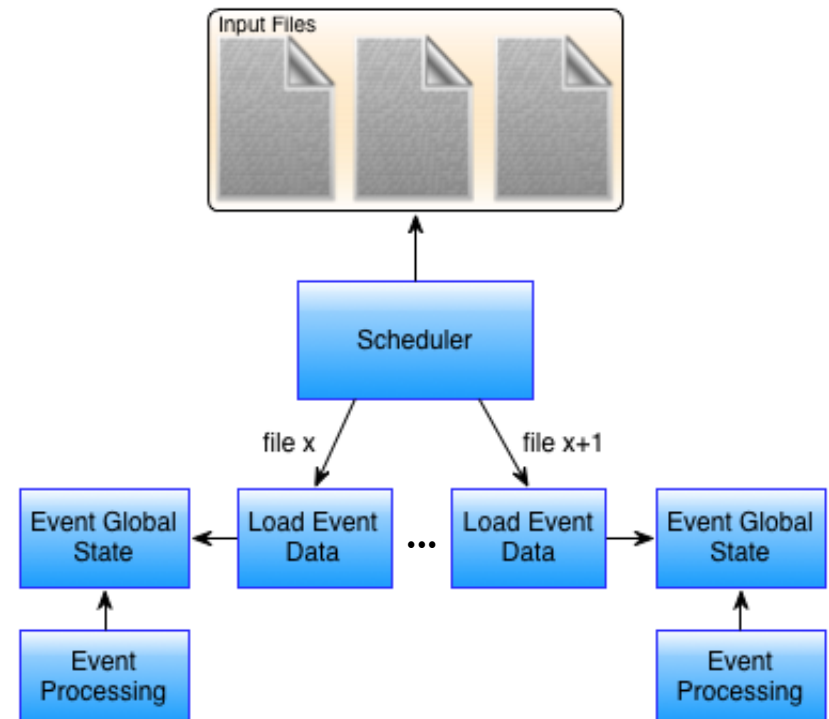 Input Files
Scheduler
file x
file x+1
Event Global
State
Load Event
Data
...
Load Event
Data
Event Global
State
Event
Processing
Event
Processing